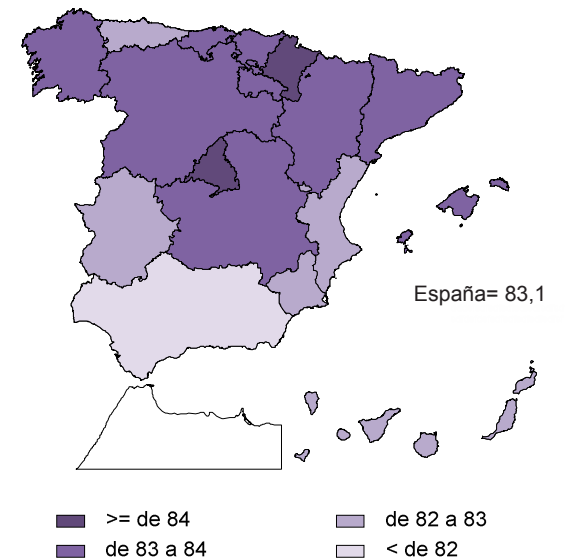 España= 83,1
>= de 84
de 82 a 83
de 83 a 84
< de 82